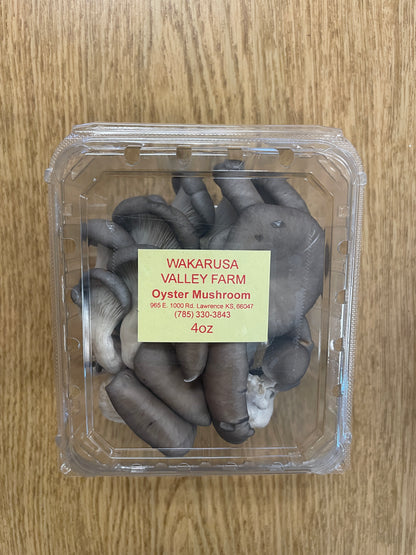 WAKARUSA
VALLEY FARM
Oyster Mushroom
965 E. 1000 Rd. Lawrence KS, 66047
(785) 330-3843
4oz